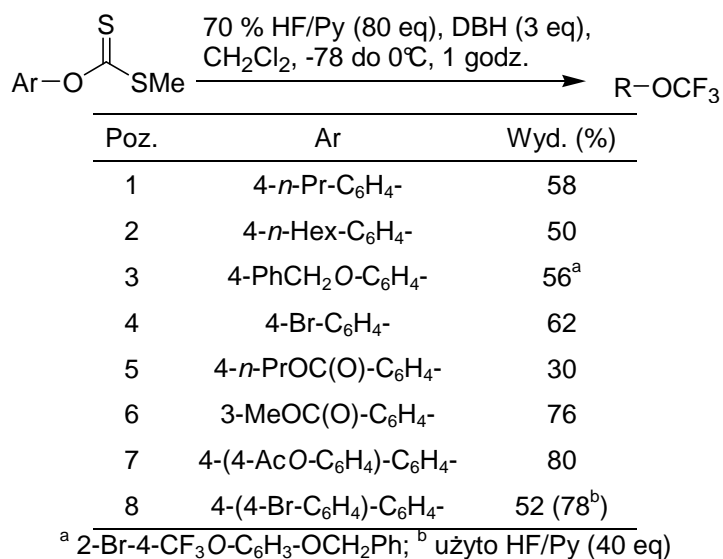 S
Ar O SMe
70 % HF/Py (80 eq), DBH (3 eq),
CH2Cl2, -78 do 0°C, 1 godz.
R–OCF3
Poz. Ar Wyd. (%)
1 4-n-Pr-C6H4- 58
2 4-n-Hex-C6H4- 50
3 4-PhCH2O-C6H4- 56a
4 4-Br-C6H4- 62
5 4-n-PrOC(O)-C6H4- 30
6 3-MeOC(O)-C6H4- 76
7 4-(4-AcO-C6H4)-C6H4- 80
8 4-(4-Br-C6H4)-C6H4- 52 (78b)
a 2-Br-4-CF3O-C6H3-OCH2Ph; b użyto HF/Py (40 eq)